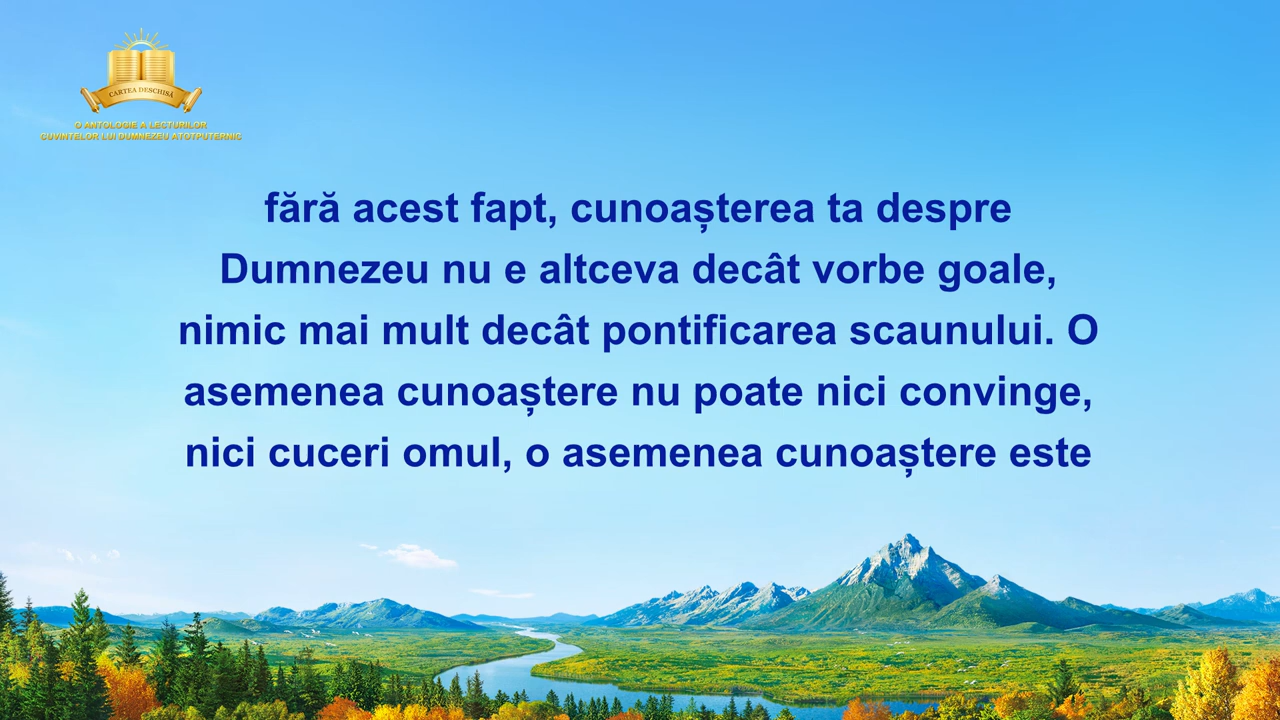 CARTEA DESCHISĂ
O ANTOLOGIE A LECTURILOR
CUVINTELOR LUI DUMNEZEU ATOTPUTERNIC
fără acest fapt, cunoașterea ta despre
Dumnezeu nu e altceva decât vorbe goale,
nimic mai mult decât pontificarea scaunului. O
asemenea cunoaștere nu poate nici convinge,
nici cuceri omul, o asemenea cunoaștere este